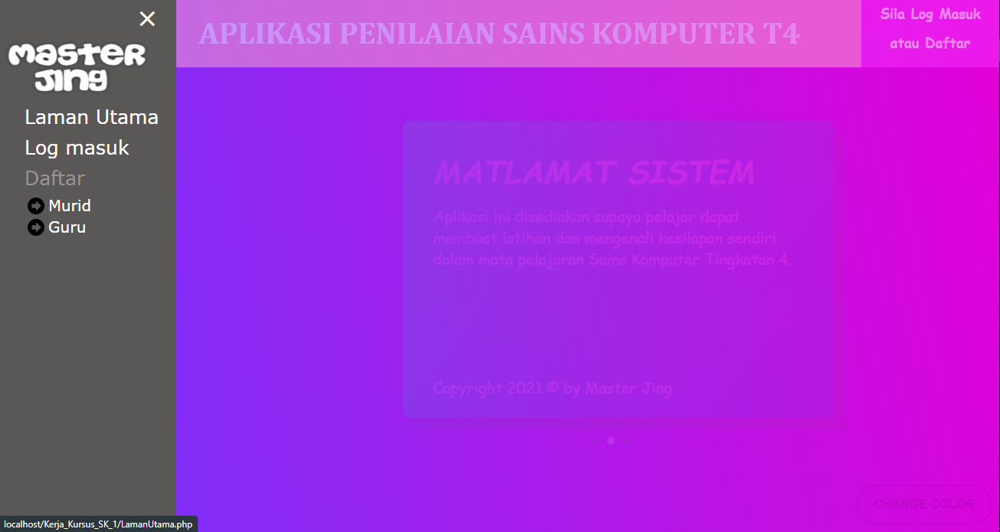 ×
Master
Jing
Laman Utama
Log masuk
Daftar
Murid
Guru
APLIKASI PENILAIAN SAINS KOMPUTER T4
Sila Log Masuk
atau Daftar
MATLAMAT SISTEM
Aplikasi ini disediakan supaya pelajar dapat
membuat latihan dan mengenali kesilapan sendiri
dalam mata pelajaran Sains Komputer Tingkatan 4.
Copyright 2021 © by Master Jing
CHANGE COLOR
localhost/Kerja_Kursus_SK_1/LamanUtama.php